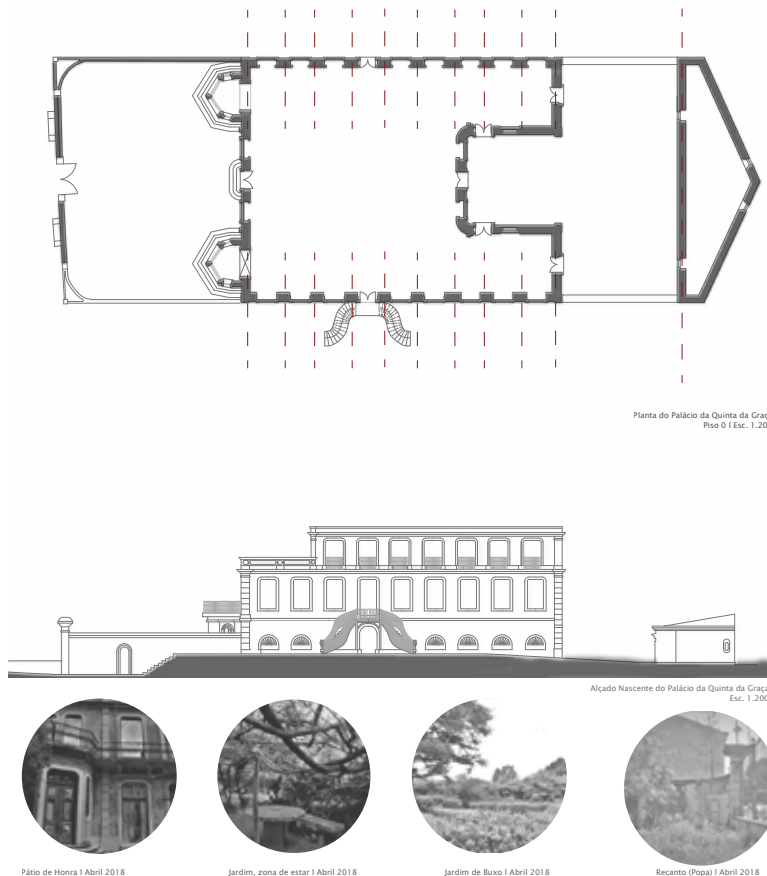 Planta do Palácio da Quinta da Graç
Piso 0 I Esc. 1.20
Alçado Nascente do Palácio da Quinta da Graça
Esc. 1.200
Pátio de Honra I Abril 2018
Jardim, zona de estar I Abril 2018
Jardim de Buxo I Abril 2018
Recanto (Popa) I Abril 2018